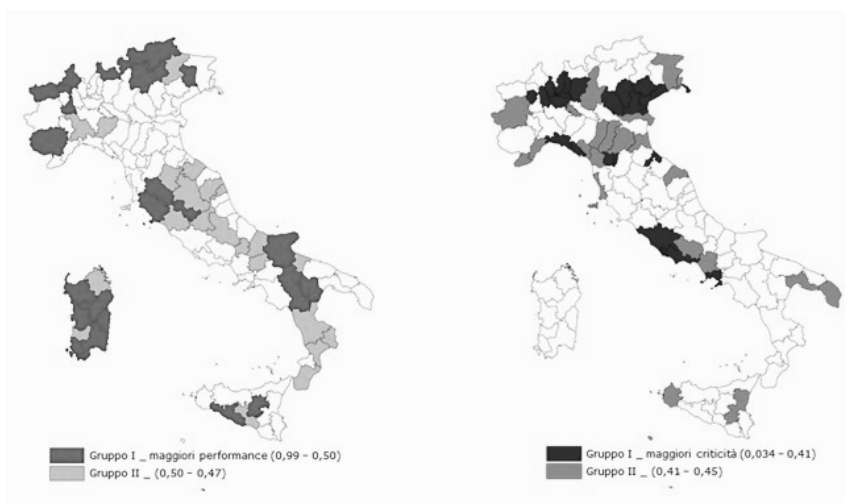 Gruppo I _ maggiori performance (0,99 – 0,50)
Gruppo II _ (0,50 – 0,47)
Gruppo I _ maggiori criticità (0,034 – 0,41)
Gruppo II _ (0,41 – 0,45)